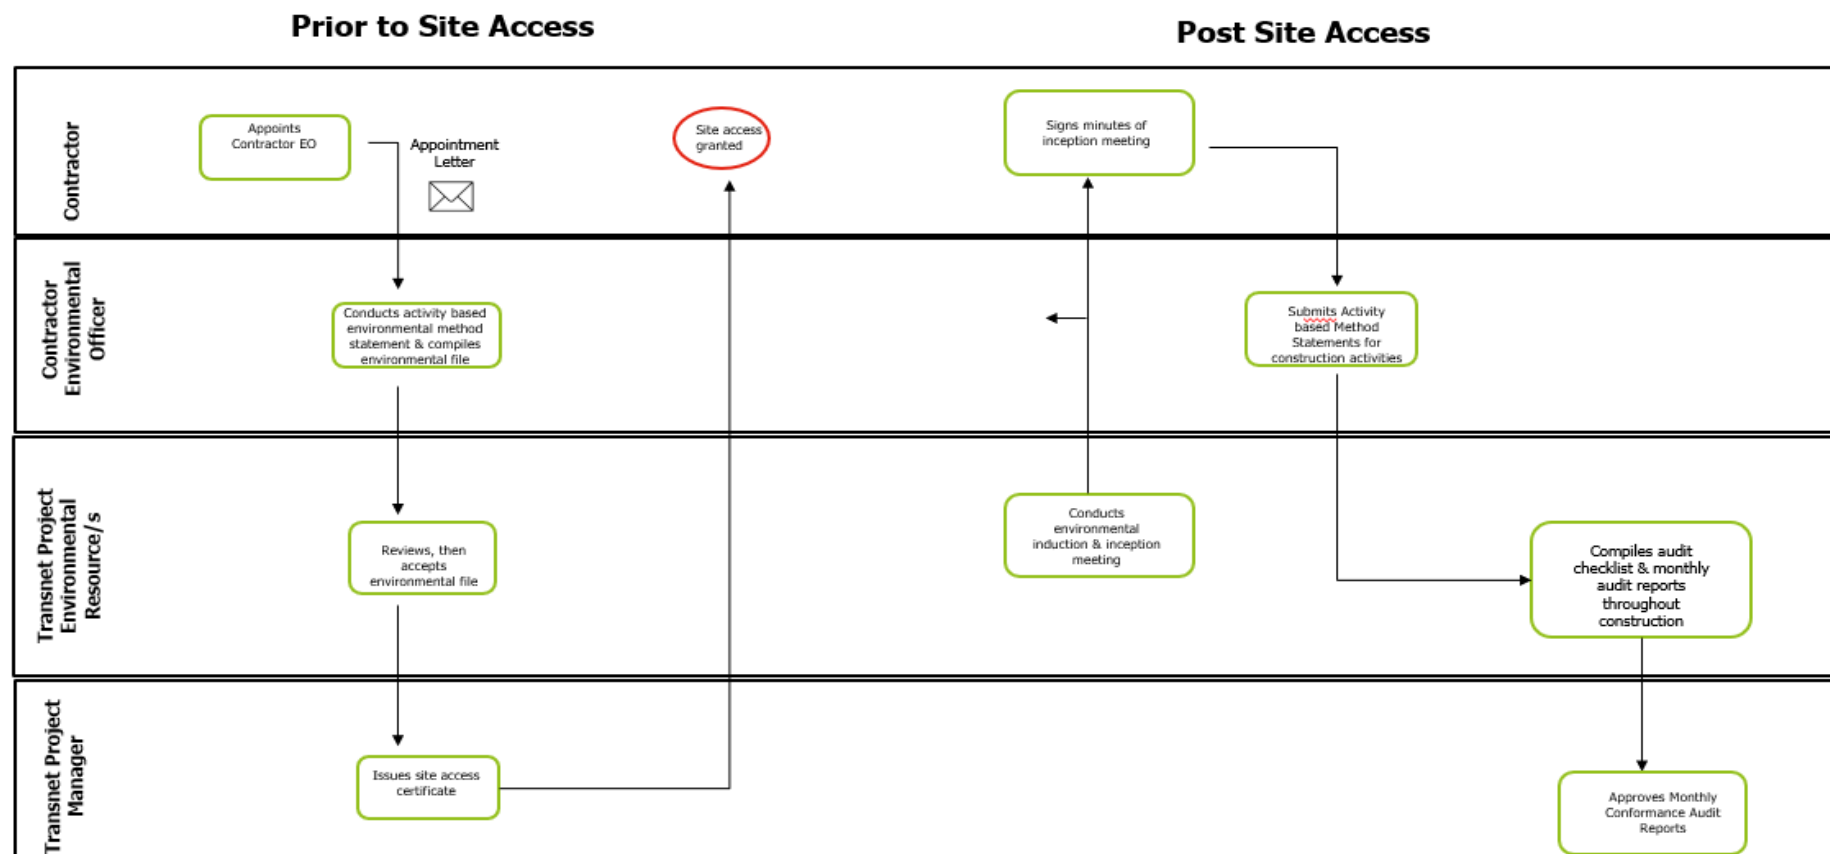 Prior to Site Access
Post Site Access
Contractor
Appoints
Contractor EO
Appointment
Letter
Site access
granted
Signs minutes of
inception meeting
Contractor
Environmental
Officer
Conducts activity based
environmental method
statement & compiles
environmental file
Submits Activity
based Method
Statements for
construction activities
Transnet Project
Environmental
Resource/s
Reviews, then
accepts
environmental file
Conducts
environmental
induction & inception
meeting
Compiles audit
checklist & monthly
audit reports
throughout
construction
Transnet Project
Manager
Issues site access
certificate
Approves Monthly
Conformance Audit
Reports